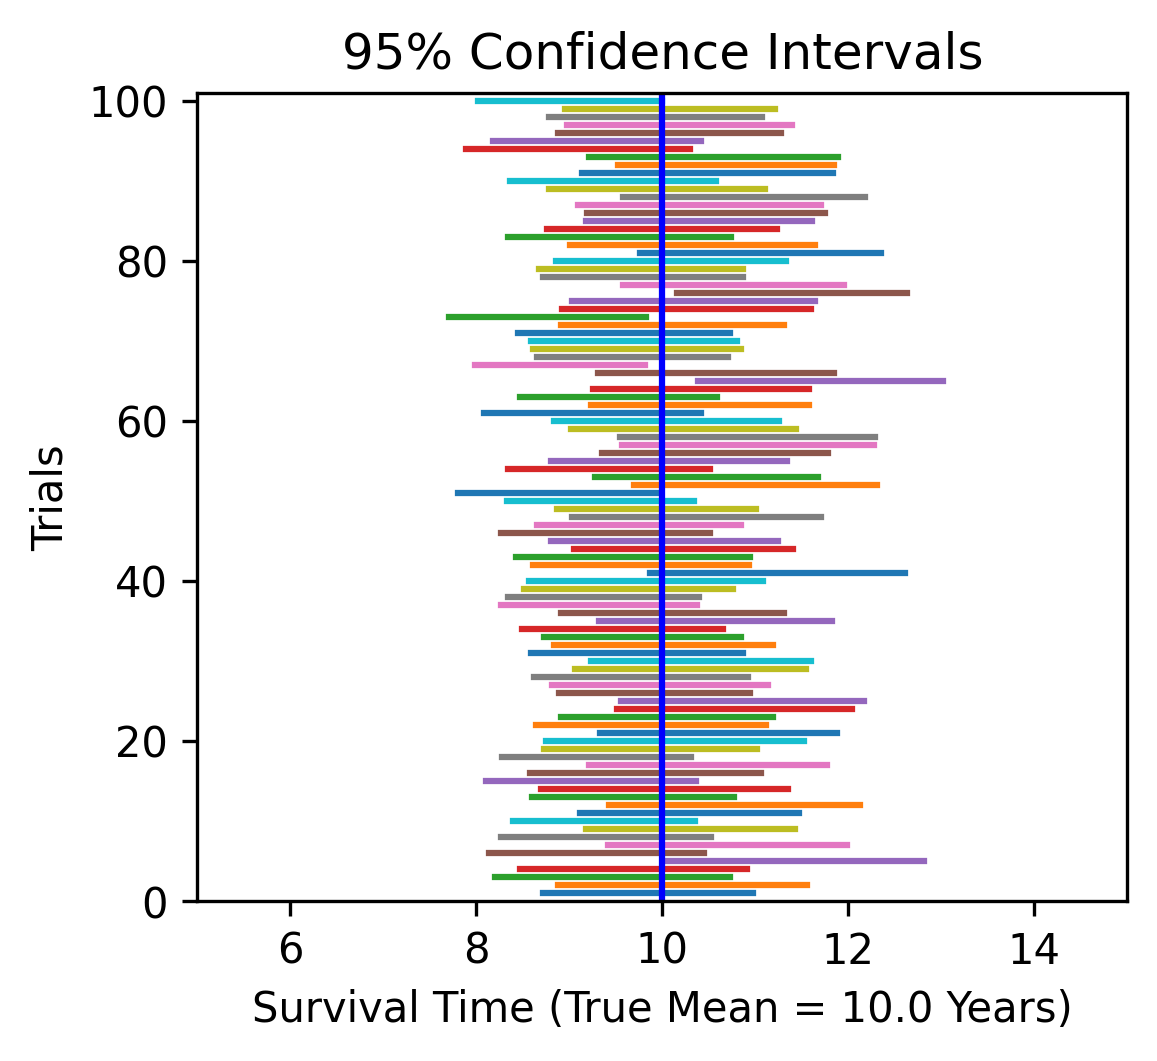 95% Confidence Intervals
100
80
60
40
20
0
Trials
6 8 10 12 14
Survival Time (True Mean = 10.0 Years)